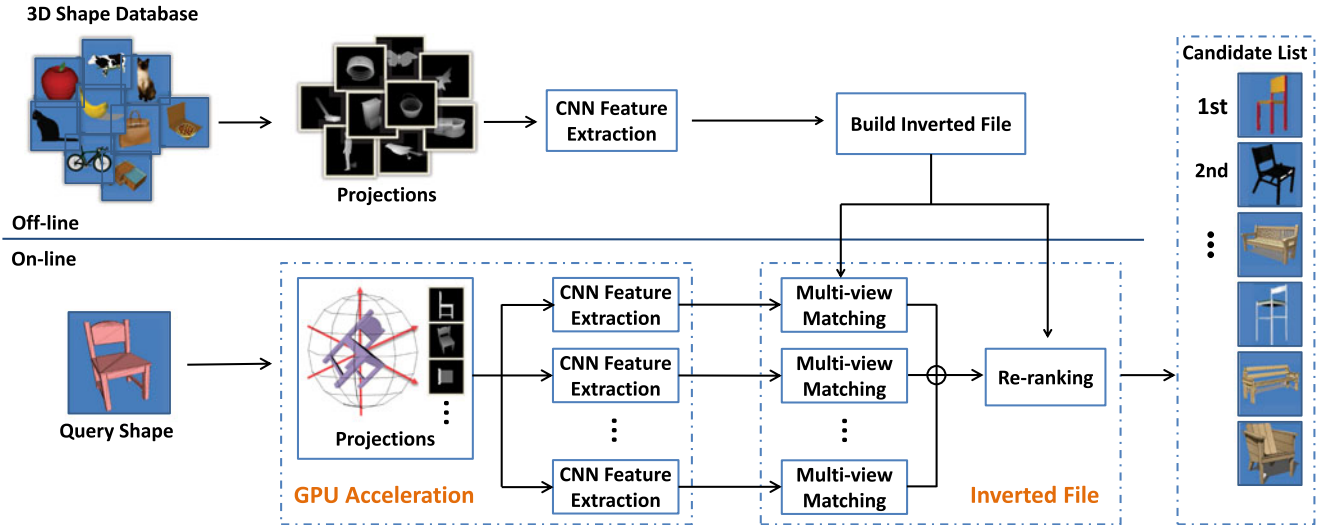 3D Shape Database
Projections
CNN Feature
Extraction
Build Inverted File
Off-line
On-line
Query Shape
Projections
GPU Acceleration
CNN Feature
Extraction
CNN Feature
Extraction
CNN Feature
Extraction
Multi-view
Matching
Multi-view
Matching
Multi-view
Matching
Re-ranking
Inverted File
Candidate List
1st
2nd